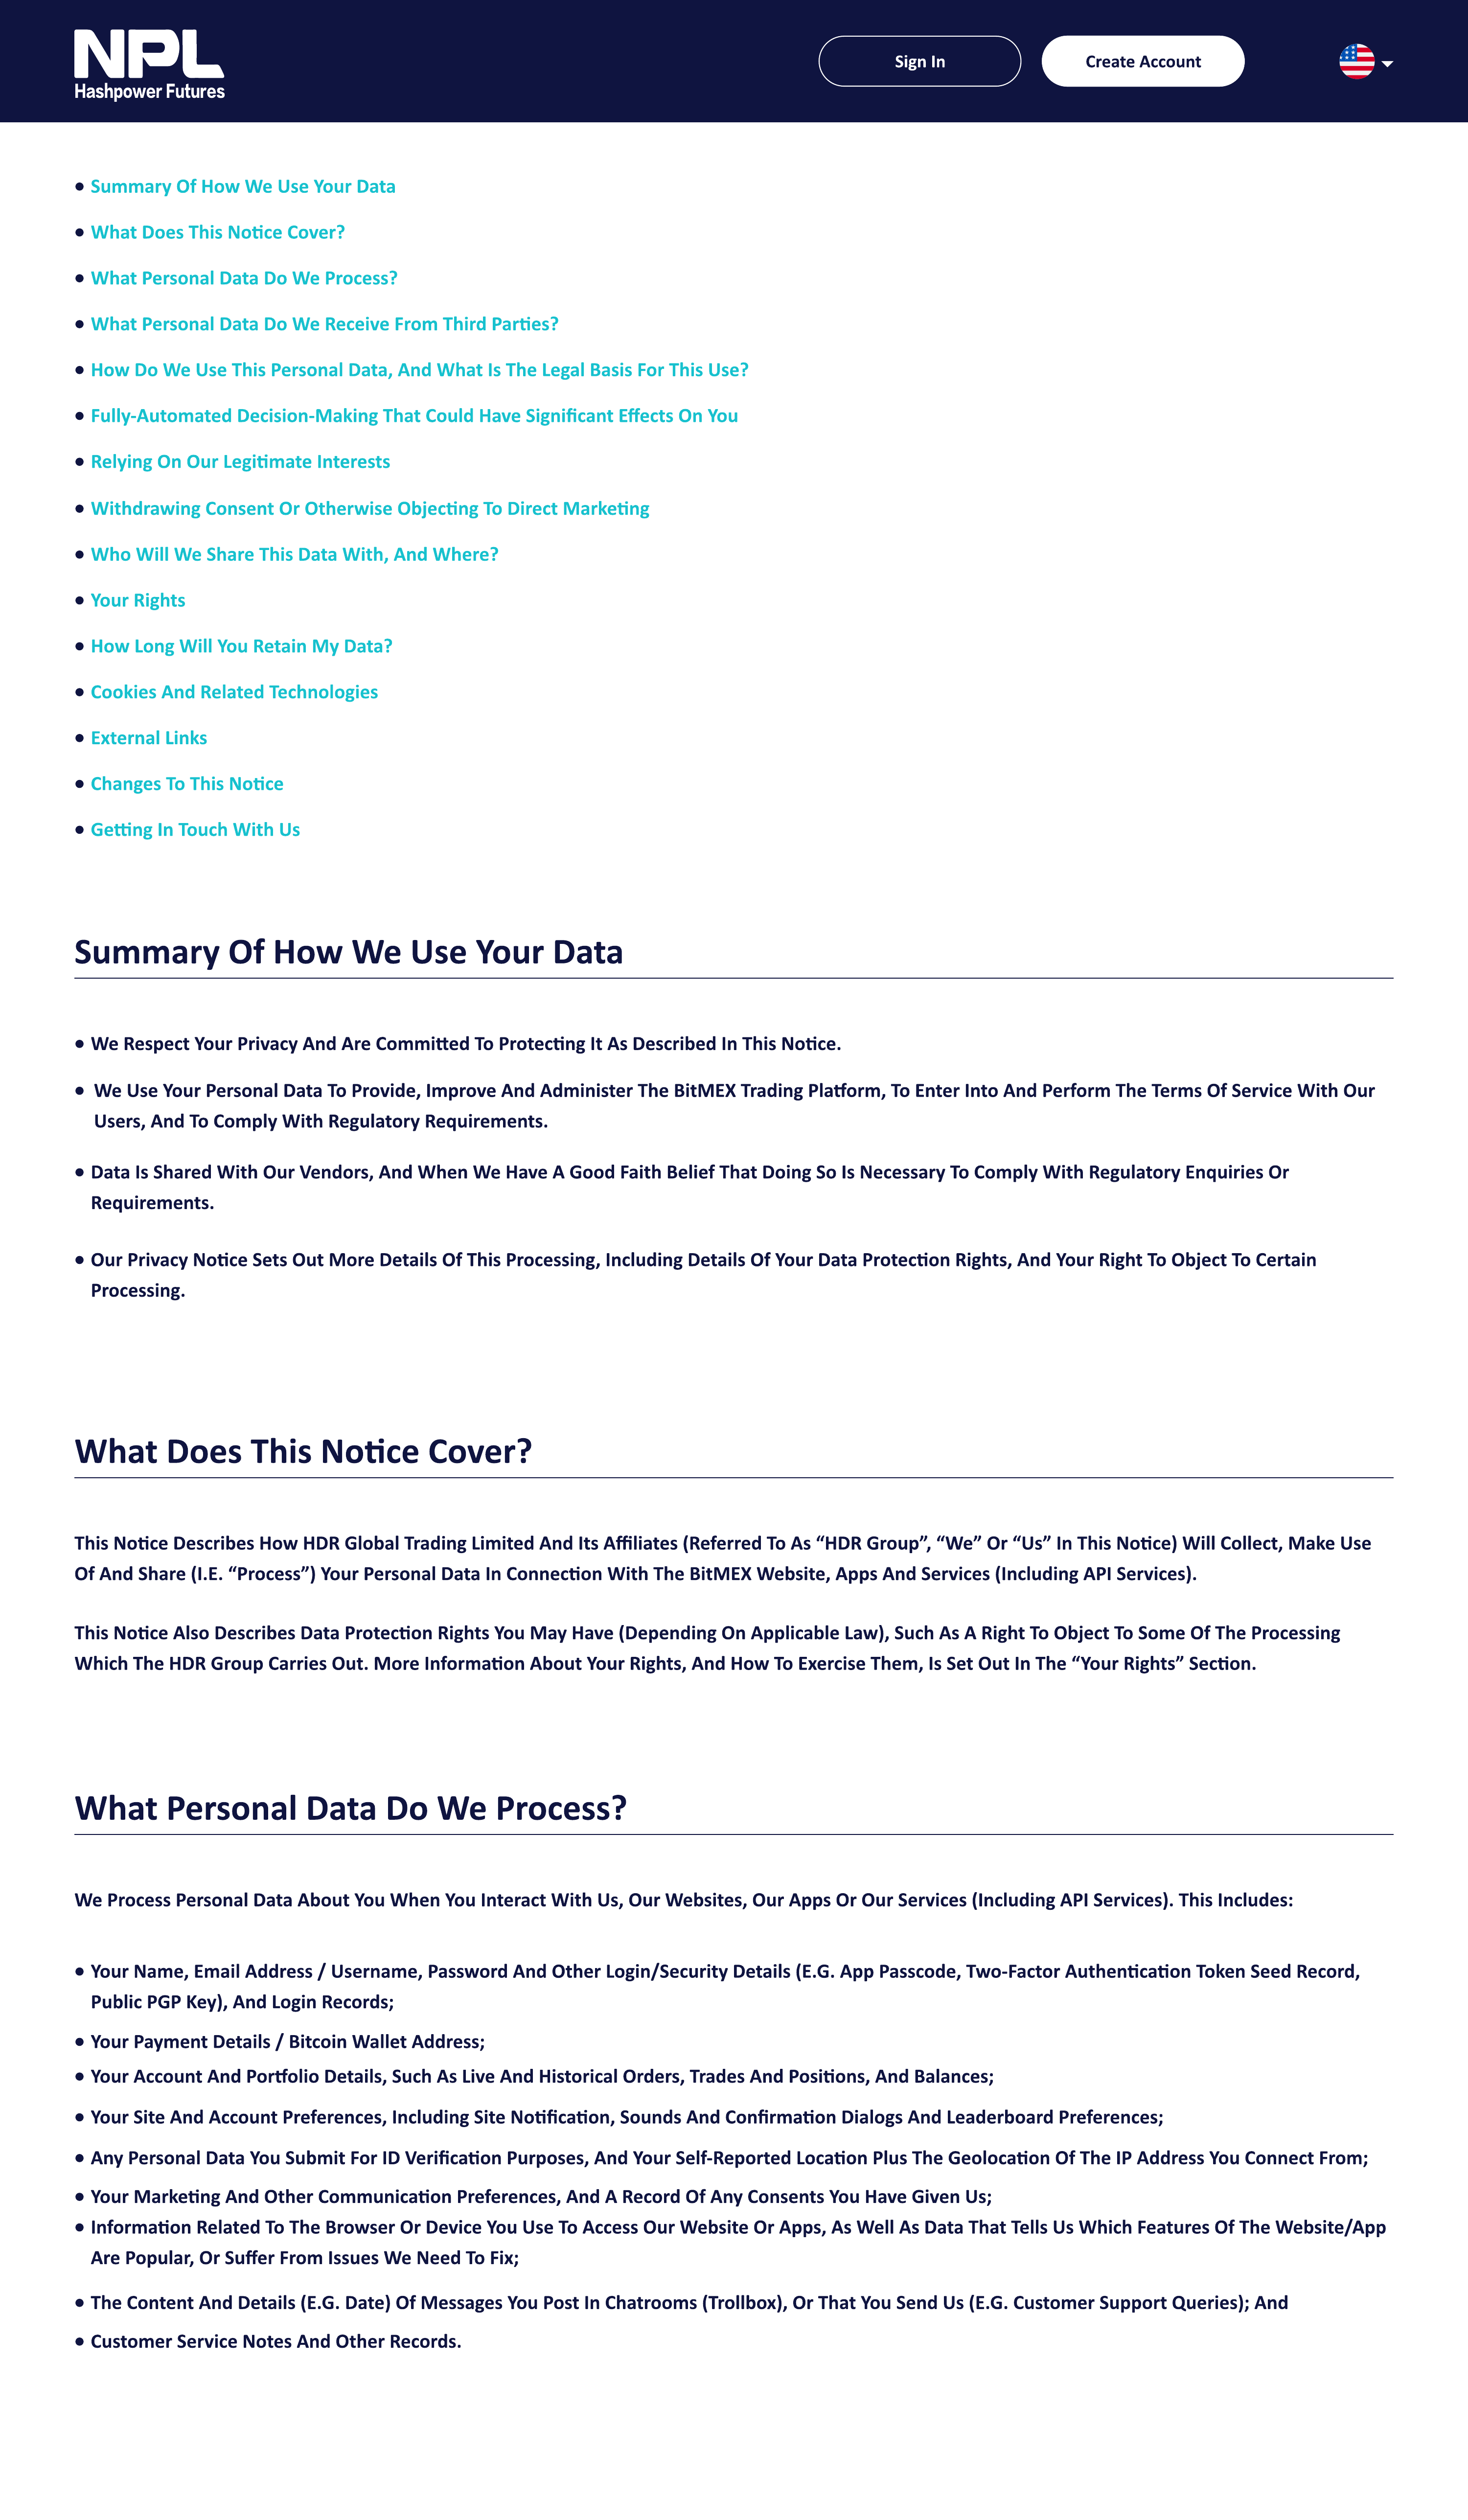 NPL
Hashpower Futures
Sign In
Create Account
• Summary Of How We Use Your Data
• What Does This Notice Cover?
• What Personal Data Do We Process?
• What Personal Data Do We Receive From Third Parties?
• How Do We Use This Personal Data, And What Is The Legal Basis For This Use?
• Fully-Automated Decision-Making That Could Have Significant Effects On You
• Relying On Our Legitimate Interests
• Withdrawing Consent Or Otherwise Objecting To Direct Marketing
• Who Will We Share This Data With, And Where?
• Your Rights
• How Long Will You Retain My Data?
• Cookies And Related Technologies
• External Links
• Changes To This Notice
• Getting In Touch With Us
Summary Of How We Use Your Data
• We Respect Your Privacy And Are Committed To Protecting It As Described In This Notice.
• We Use Your Personal Data To Provide, Improve And Administer The BitMEX Trading Platform, To Enter Into And Perform The Terms Of Service With Our
Users, And To Comply With Regulatory Requirements.
• Data Is Shared With Our Vendors, And When We Have A Good Faith Belief That Doing So Is Necessary To Comply With Regulatory Enquiries Or
Requirements.
• Our Privacy Notice Sets Out More Details Of This Processing, Including Details Of Your Data Protection Rights, And Your Right To Object To Certain
Processing.
What Does This Notice Cover?
This Notice Describes How HDR Global Trading Limited And Its Affiliates (Referred To As “HDR Group”, “We” Or “Us” In This Notice) Will Collect, Make Use
Of And Share (I.E. “Process”) Your Personal Data In Connection With The BitMEX Website, Apps And Services (Including API Services).
This Notice Also Describes Data Protection Rights You May Have (Depending On Applicable Law), Such As A Right To Object To Some Of The Processing
Which The HDR Group Carries Out. More Information About Your Rights, And How To Exercise Them, Is Set Out In The “Your Rights” Section.
What Personal Data Do We Process?
We Process Personal Data About You When You Interact With Us, Our Websites, Our Apps Or Our Services (Including API Services). This Includes:
• Your Name, Email Address / Username, Password And Other Login/Security Details (E.G. App Passcode, Two-Factor Authentication Token Seed Record,
Public PGP Key), And Login Records;
• Your Payment Details / Bitcoin Wallet Address;
• Your Account And Portfolio Details, Such As Live And Historical Orders, Trades And Positions, And Balances;
• Your Site And Account Preferences, Including Site Notification, Sounds And Confirmation Dialogs And Leaderboard Preferences;
• Any Personal Data You Submit For ID Verification Purposes, And Your Self-Reported Location Plus The Geolocation Of The IP Address You Connect From;
• Your Marketing And Other Communication Preferences, And A Record Of Any Consents You Have Given Us;
• Information Related To The Browser Or Device You Use To Access Our Website Or Apps, As Well As Data That Tells Us Which Features Of The Website/App
Are Popular, Or Suffer From Issues We Need To Fix;
• The Content And Details (E.G. Date) Of Messages You Post In Chatrooms (Trollbox), Or That You Send Us (E.G. Customer Support Queries); And
• Customer Service Notes And Other Records.